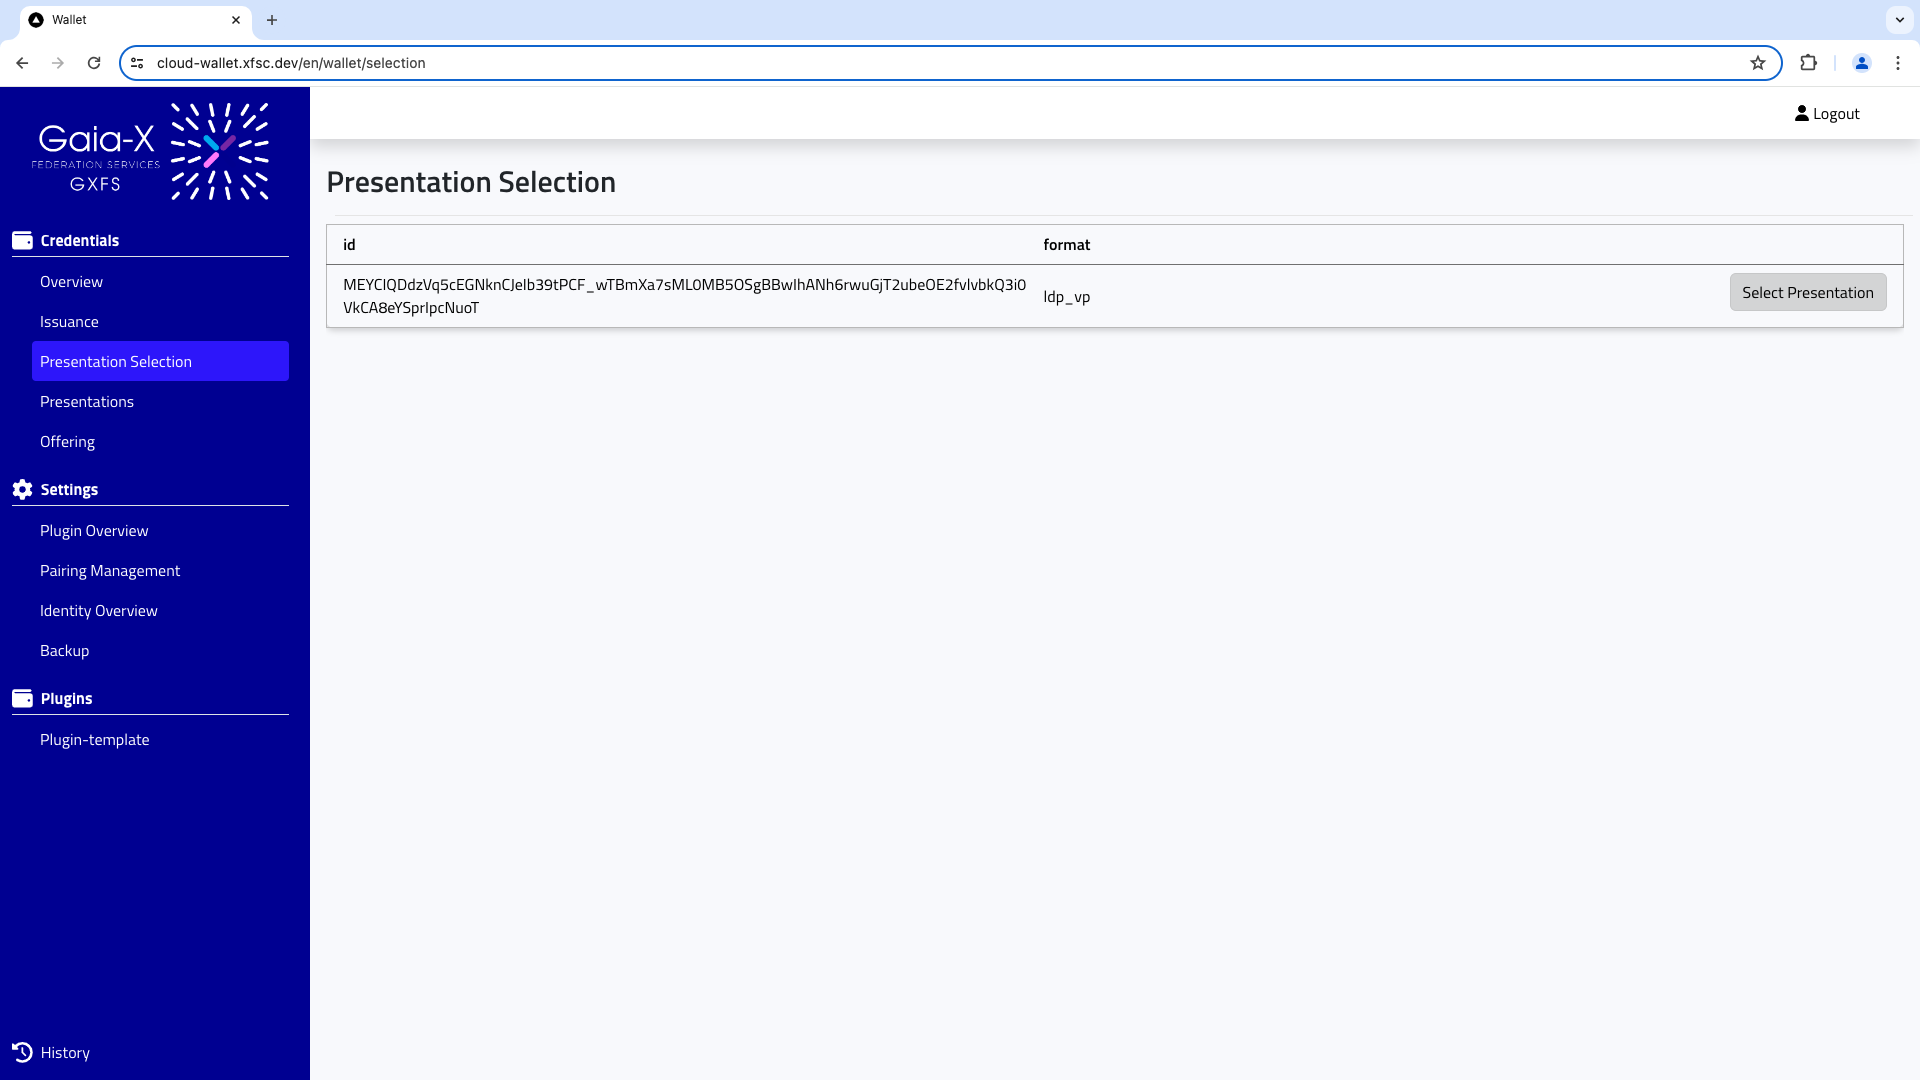 Wallet
cloud-wallet.xfsc.dev/en/wallet/selection
Gaia-X
FEDERATION SERVICES
GXFS
Logout
Credentials
Overview
Issuance
Presentation Selection
Presentations
Offering
Settings
Plugin Overview
Pairing Management
Identity Overview
Backup
Plugins
Plugin-template
History
Presentation Selection
id format
MEYCIQDdzVq5cEGNknCJeIb39tPCF_wTBmXa7sML0MB5OSgBBwIhANh6rwuGjT2ubeOE2fvlvbkQ3i0
VkCA8eYSprIpcNuoT
ldp_vp
Select Presentation